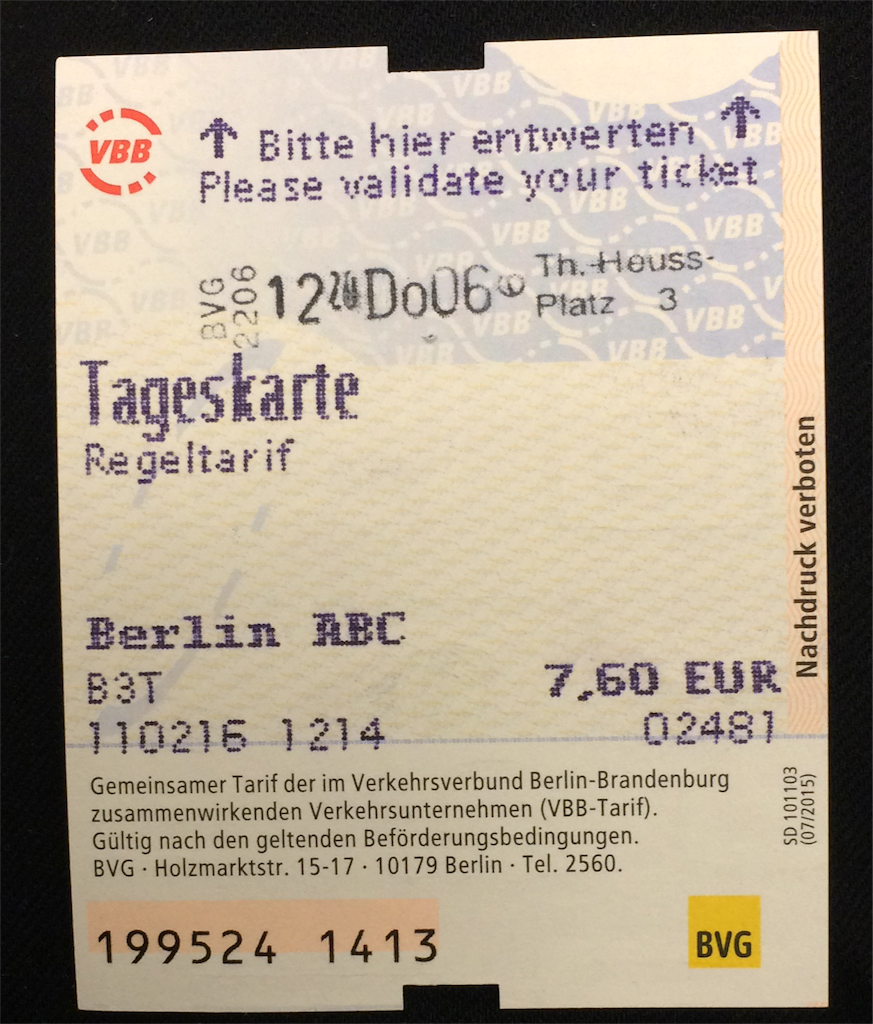 VBB
↑ Bitte hier entwerten ↑
Please validate your ticket
BVG
2206
12 Do06
Th.-Heuss-
Platz 3
Tageskarte
Regeltarif
Nachdruck verboten
Berlin ABC
B3T
7,60 EUR
110216 1214
02481
Gemeinsamer Tarif der im Verkehrsverbund Berlin-Brandenburg
zusammenwirkenden Verkehrsunternehmen (VBB-Tarif).
Gültig nach den geltenden Beförderungsbedingungen.
BVG · Holzmarktstr. 15-17 · 10179 Berlin · Tel. 2560.
SD 101103
(07/2015)
199524 1413
BVG